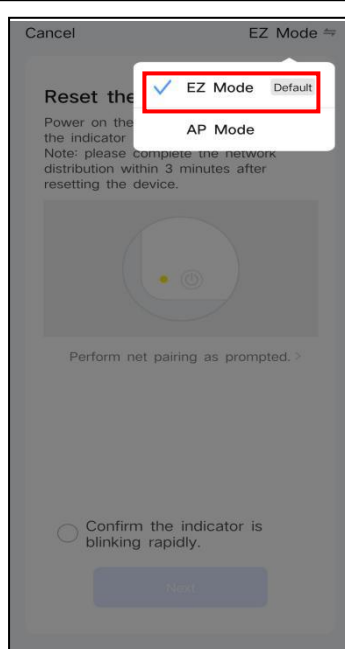 Cancel EZ Mode ⇋
EZ Mode Default
Reset the
AP Mode
Power on the
the indicator
Note: please complete the network
distribution within 3 minutes after
resetting the device.
Perform net pairing as prompted. >
Confirm the indicator is
blinking rapidly.
Next